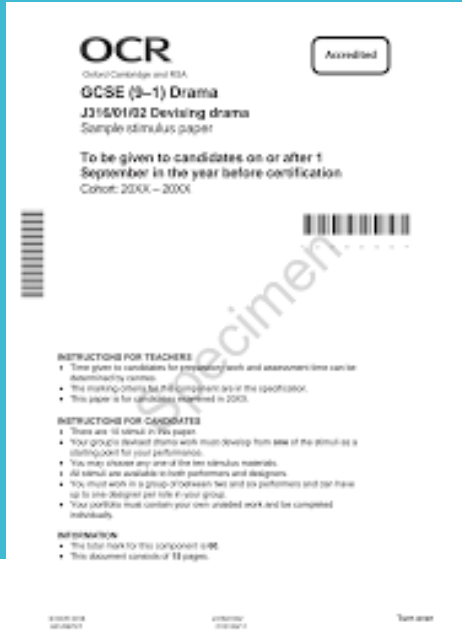 OCR
Oxford Cambridge and RSA
Accredited
GCSE (9–1) Drama
J316/01/02 Devising drama
Sample stimulus paper
To be given to candidates on or after 1
September in the year before certification
Cohort: 20XX – 20XX
Specimen
INSTRUCTIONS FOR TEACHERS
• Time given to candidates for preparatory work and assessment time can be
determined by centres.
• The marking criteria for this component are in the specification.
• This paper is for candidates examined in 20XX.
INSTRUCTIONS FOR CANDIDATES
• There are 10 stimuli in this paper.
• Your group's devised drama work must develop from one of the stimuli as a
starting point for your performance.
• You may choose any one of the ten stimulus materials.
• All stimuli are available to both performers and designers.
• You must work in a group of between two and six performers and can have
up to one designer per role in your group.
• Your portfolio must contain your own unaided work and be completed
individually.
INFORMATION
• The total mark for this component is 60.
• This document consists of 12 pages.
Turn over